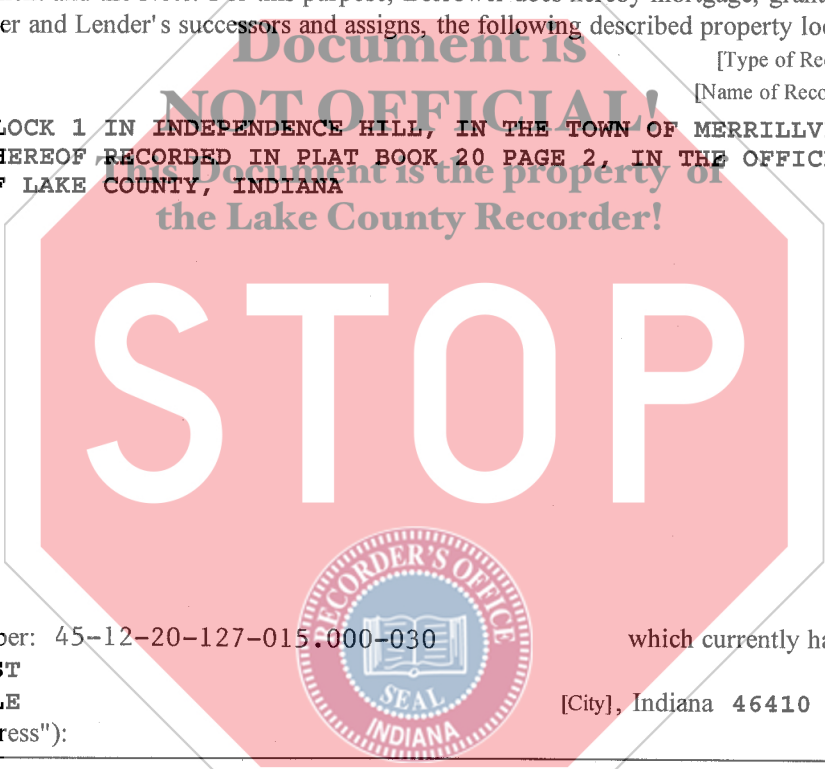 er and Lender's successors and assigns, the following described property loc
Document is
[Type of Rec
NOT OFFICIAL!
[Name of Reco
LOCK 1 IN INDEPENDENCE HILL, IN THE TOWN OF MERRILLV
HEREOF RECORDED IN PLAT BOOK 20 PAGE 2, IN THE OFFIC
This Document is the property of
F LAKE COUNTY, INDIANA
the Lake County Recorder!
STOP
RECORDER'S OFFICE
SEAL
INDIANA
ber: 45-12-20-127-015.000-030 which currently ha
ST
LE [City], Indiana 46410
ress"):